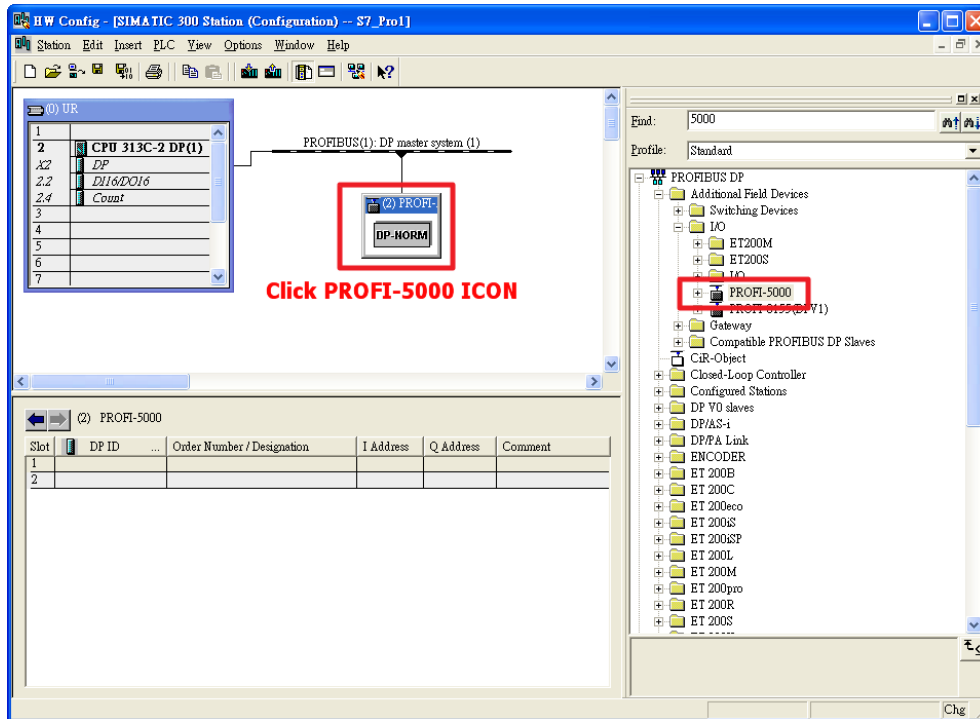 HW Config - [SIMATIC 300 Station (Configuration) -- S7_Pro1]
Station Edit Insert PLC View Options Window Help
(0) UR
1
2 CPU 313C-2 DP(1)
X2 DP
2.2 DI16/DO16
2.4 Count
3
4
5
6
7
PROFIBUS(1): DP master system (1)
(2) PROFI-
DP-NORM
Click PROFI-5000 ICON
Find: 5000
Profile: Standard
PROFIBUS DP
Additional Field Devices
Switching Devices
I/O
ET200M
ET200S
I/O
PROFI-5000
PROFI-8155(DPV1)
Gateway
Compatible PROFIBUS DP Slaves
CiR-Object
Closed-Loop Controller
Configured Stations
DP V0 slaves
DP/AS-i
DP/PA Link
ENCODER
ET 200B
ET 200C
ET 200eco
ET 200iS
ET 200iSP
ET 200L
ET 200M
ET 200pro
ET 200R
ET 200S
(2) PROFI-5000
Slot DP ID ... Order Number / Designation I Address Q Address Comment
1
2
Chg